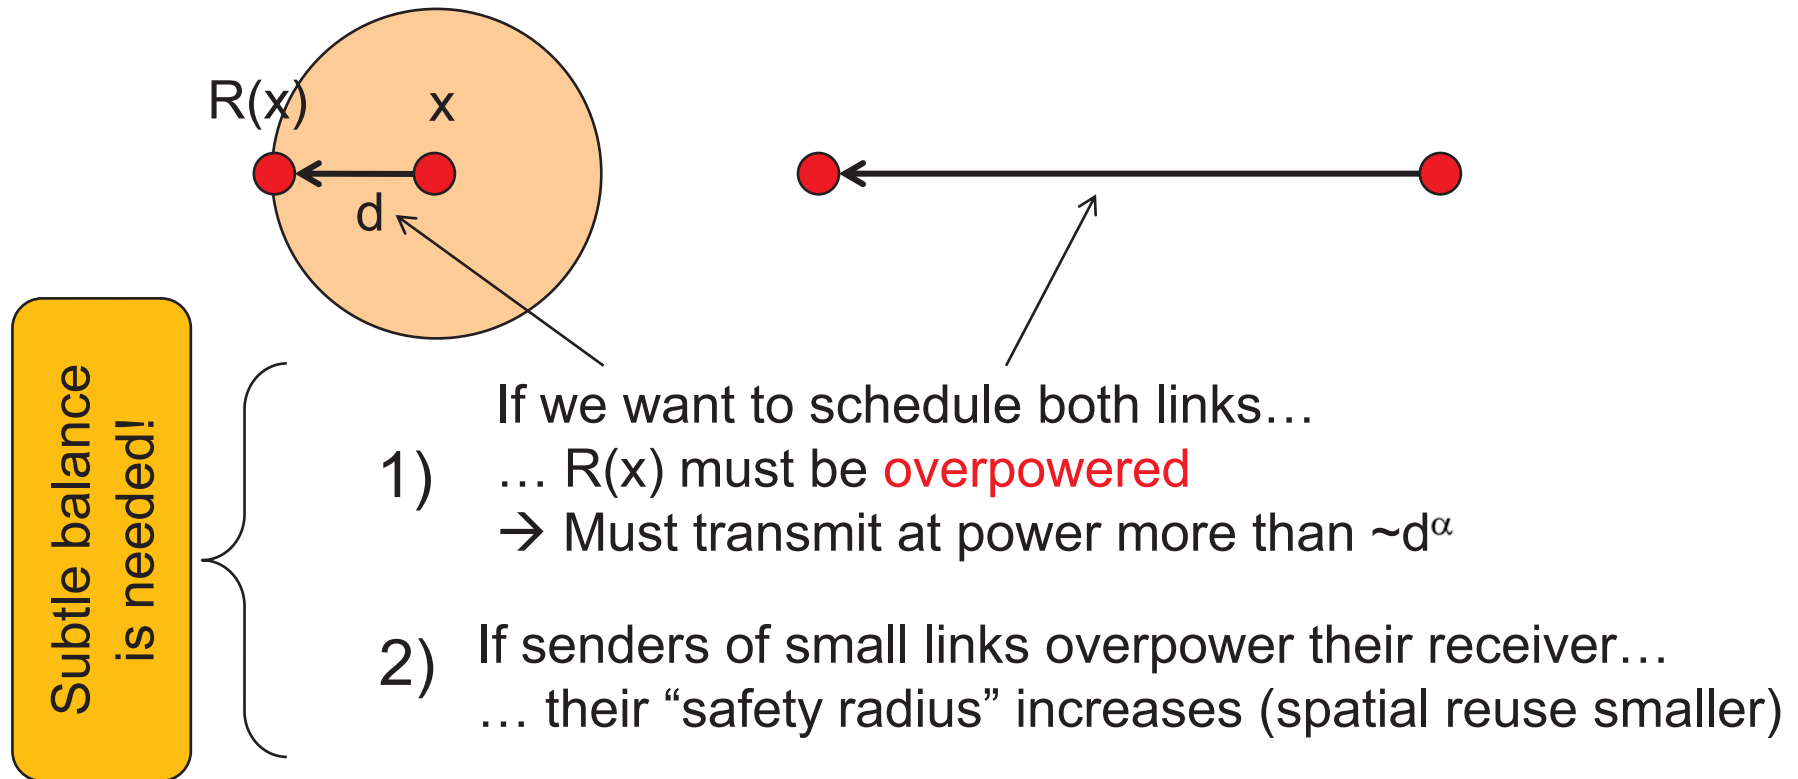 R(x)
x
d
Subtle balance
is needed!
If we want to schedule both links…
1)
… R(x) must be overpowered
→ Must transmit at power more than ~dα
2)
If senders of small links overpower their receiver…
… their “safety radius” increases (spatial reuse smaller)